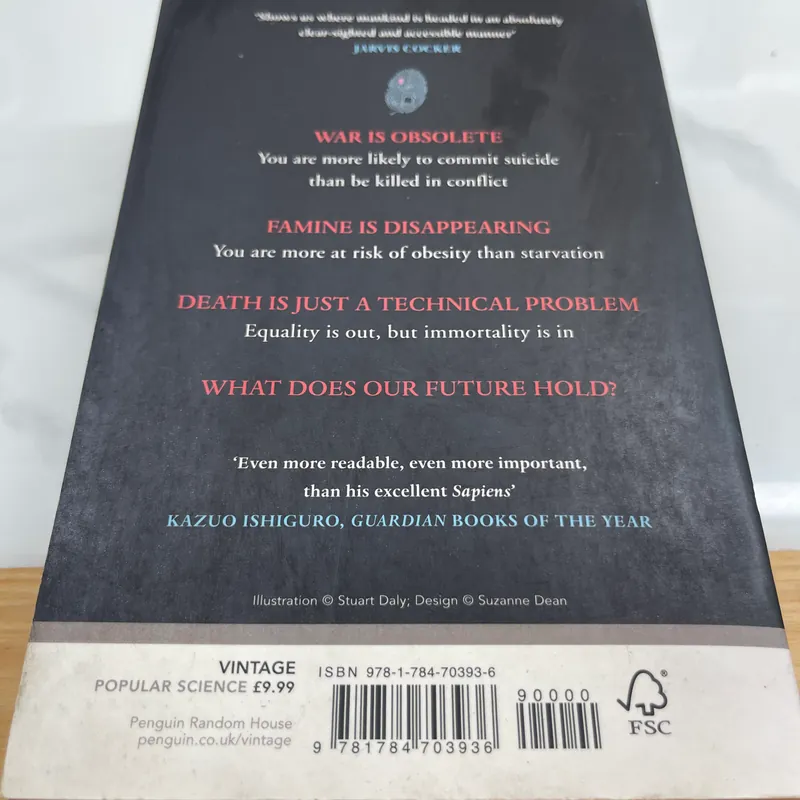 ‘Shows us where mankind is headed in an absolutely
clear-sighted and accessible manner’
JARVIS COCKER
WAR IS OBSOLETE
You are more likely to commit suicide
than be killed in conflict
FAMINE IS DISAPPEARING
You are more at risk of obesity than starvation
DEATH IS JUST A TECHNICAL PROBLEM
Equality is out, but immortality is in
WHAT DOES OUR FUTURE HOLD?
‘Even more readable, even more important,
than his excellent Sapiens’
KAZUO ISHIGURO, GUARDIAN BOOKS OF THE YEAR
Illustration © Stuart Daly; Design © Suzanne Dean
VINTAGE
POPULAR SCIENCE £9.99
Penguin Random House
penguin.co.uk/vintage
ISBN 978-1-784-70393-6
90000
9 781784 703936
FSC®